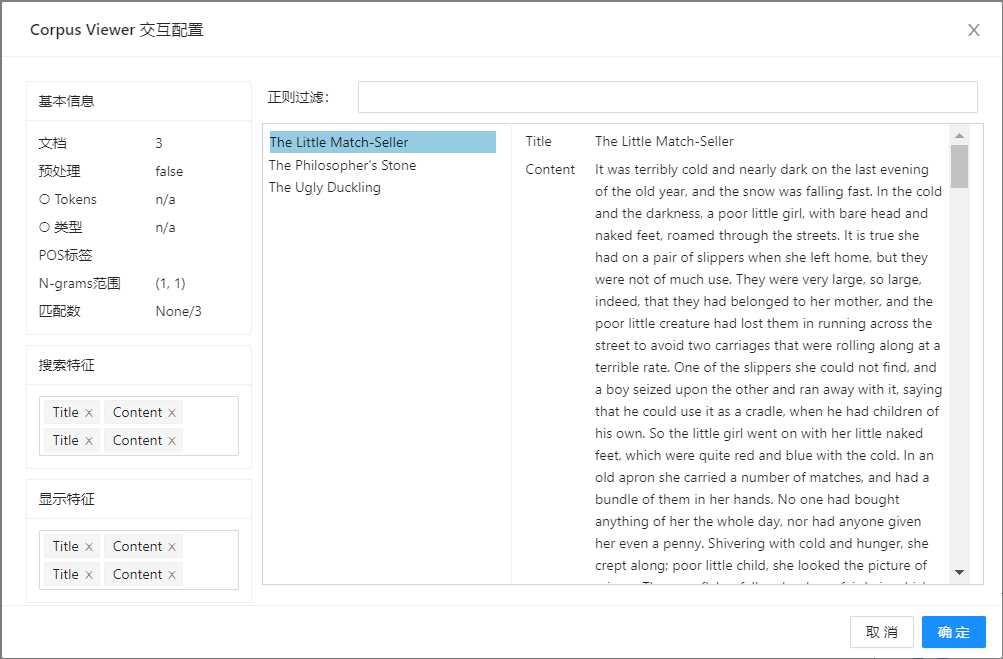 Corpus Viewer 交互配置
基本信息
文档 3
预处理 false
Tokens n/a
类型 n/a
POS标签
N-grams范围 (1, 1)
匹配数 None/3
搜索特征
Title × Content ×
Title × Content ×
显示特征
Title × Content ×
Title × Content ×
正则过滤:
The Little Match-Seller
The Philosopher's Stone
The Ugly Duckling
Title The Little Match-Seller
Content It was terribly cold and nearly dark on the last evening
of the old year, and the snow was falling fast. In the cold
and the darkness, a poor little girl, with bare head and
naked feet, roamed through the streets. It is true she
had on a pair of slippers when she left home, but they
were not of much use. They were very large, so large,
indeed, that they had belonged to her mother, and the
poor little creature had lost them in running across the
street to avoid two carriages that were rolling along at a
terrible rate. One of the slippers she could not find, and
a boy seized upon the other and ran away with it, saying
that he could use it as a cradle, when he had children of
his own. So the little girl went on with her little naked
feet, which were quite red and blue with the cold. In an
old apron she carried a number of matches, and had a
bundle of them in her hands. No one had bought
anything of her the whole day, nor had anyone given
her even a penny. Shivering with cold and hunger, she
crept along; poor little child, she looked the picture of
取 消
确 定